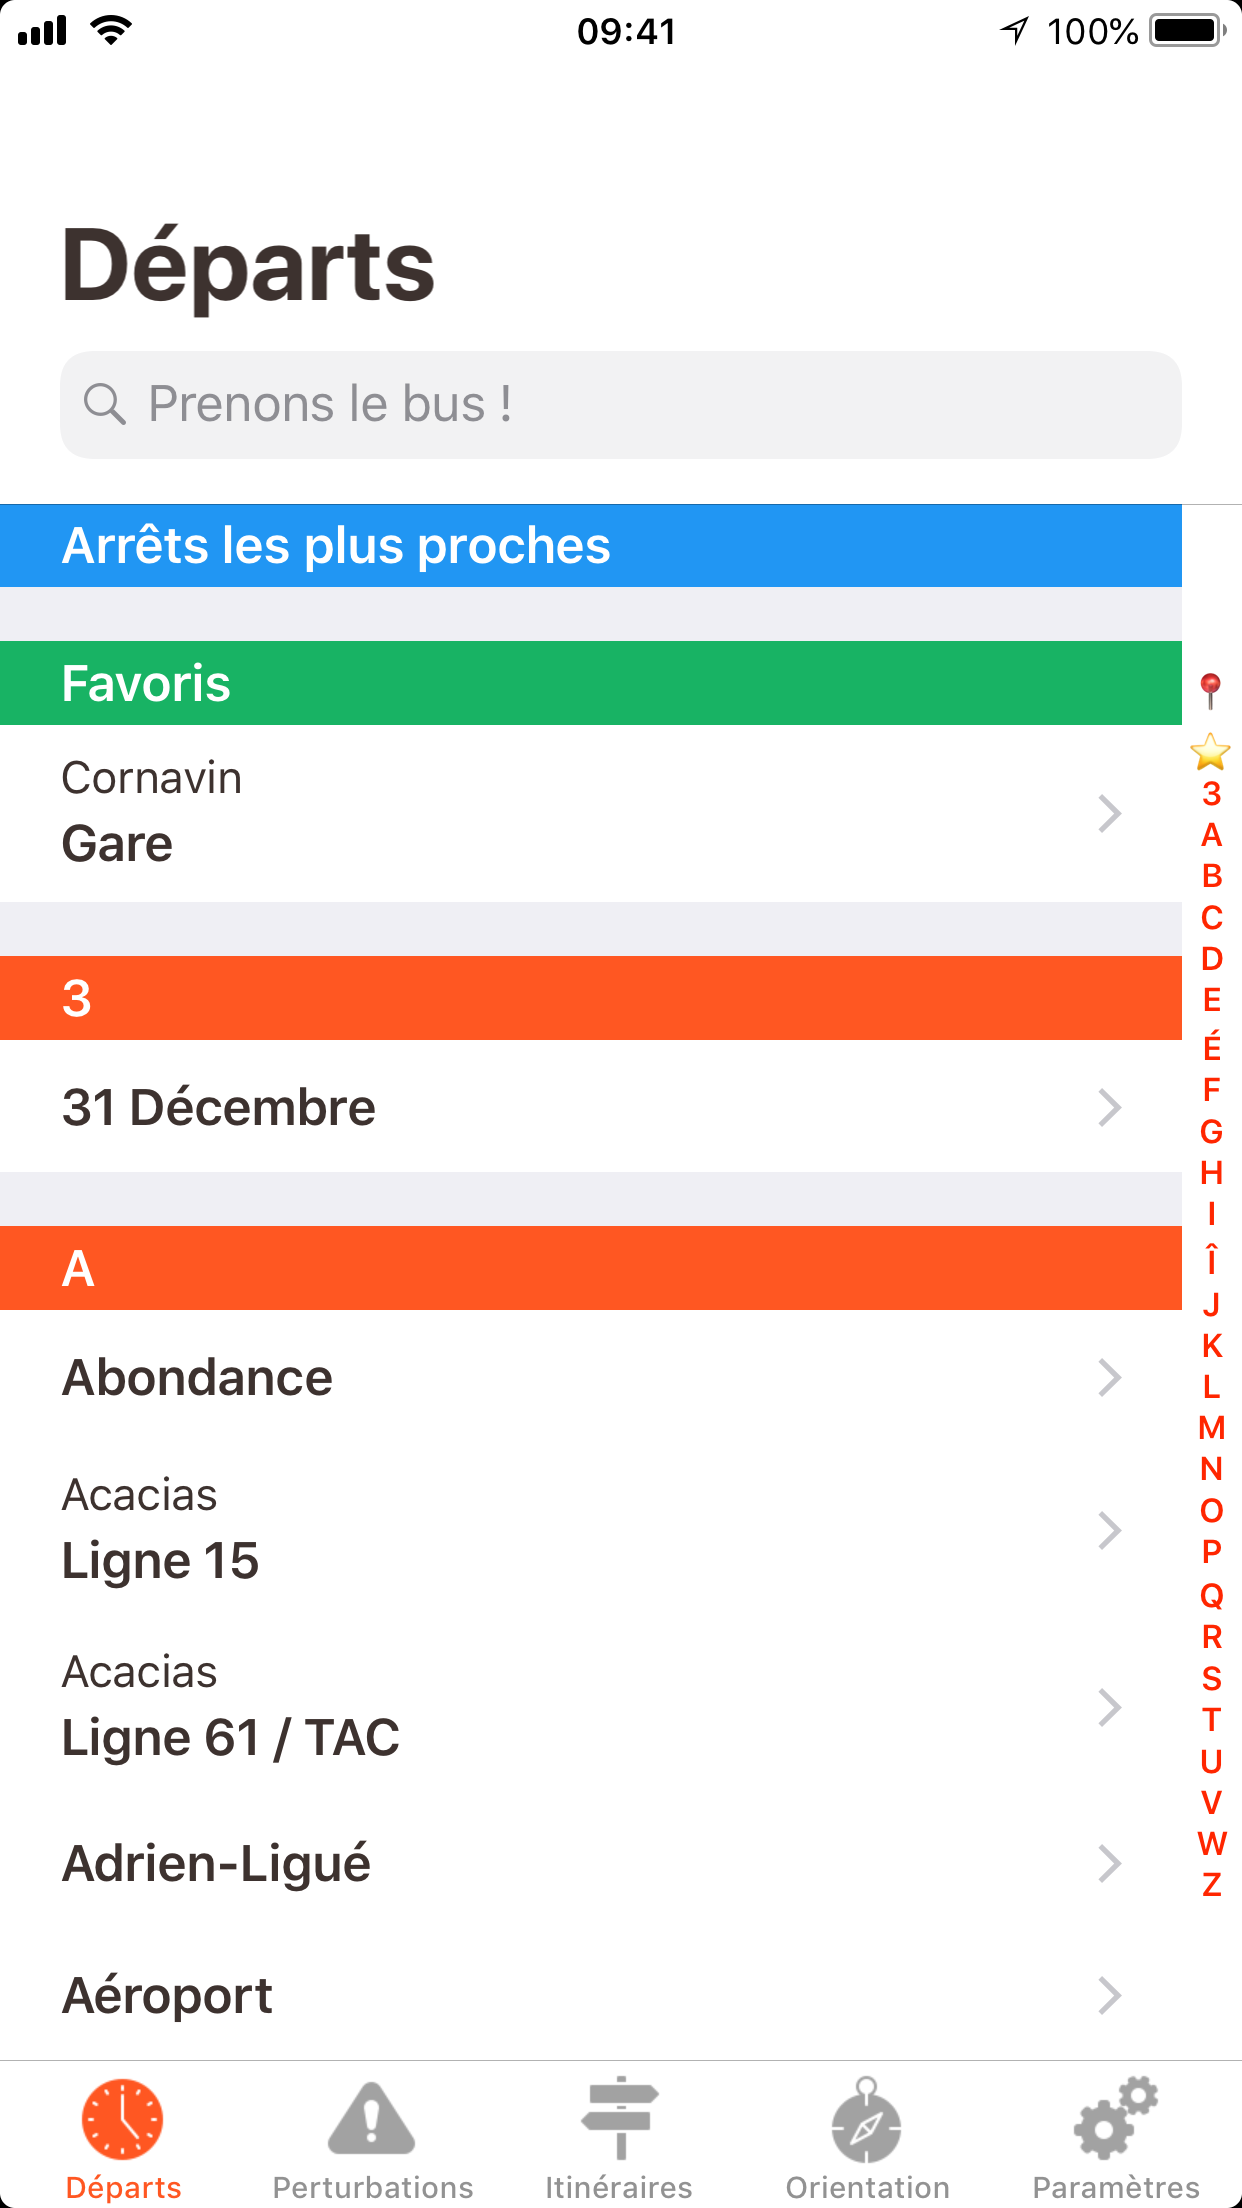 09:41
100%
Départs
Prenons le bus !
Arrêts les plus proches
Favoris
Cornavin
Gare
3
31 Décembre
A
Abondance
Acacias
Ligne 15
Acacias
Ligne 61 / TAC
Adrien-Ligué
Aéroport
3
A
B
C
D
E
É
F
G
H
I
Î
J
K
L
M
N
O
P
Q
R
S
T
U
V
W
Z
Départs
Perturbations
Itinéraires
Orientation
Paramètres